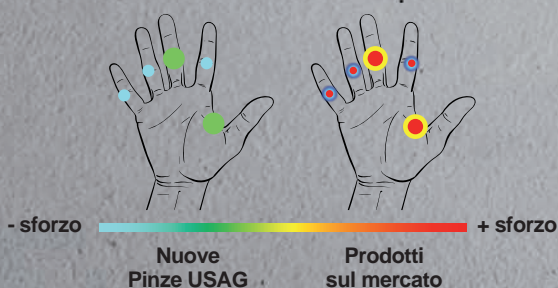 - sforzo + sforzo
Nuove Prodotti
Pinze USAG sul mercato